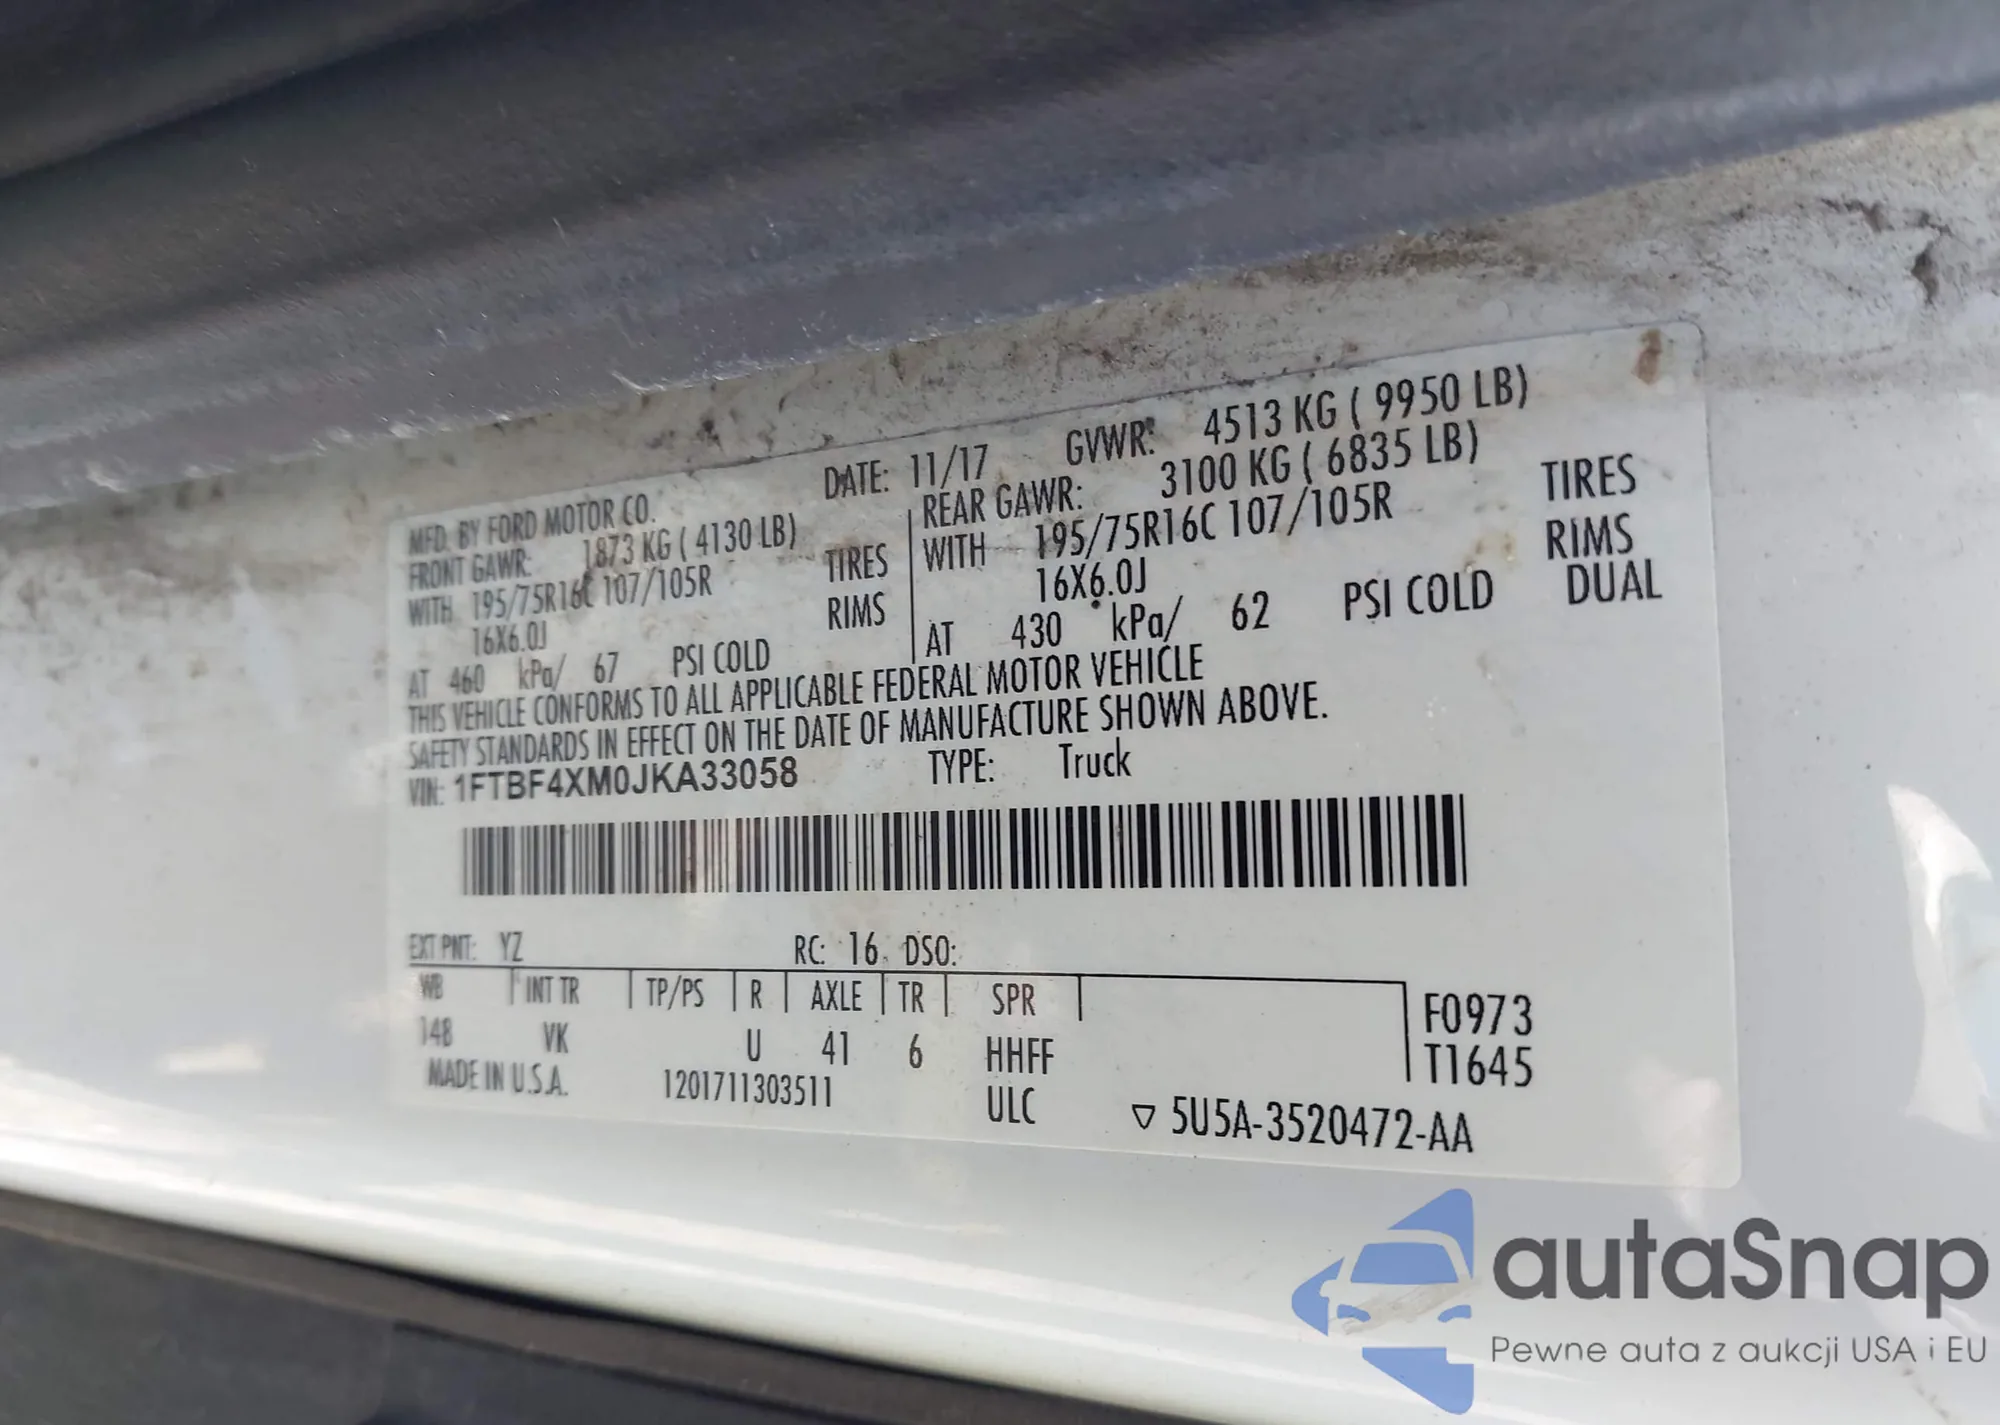 MFD. BY FORD MOTOR CO. DATE: 11/17 GVWR: 4513 KG ( 9950 LB)
FRONT GAWR: 1873 KG ( 4130 LB) REAR GAWR: 3100 KG ( 6835 LB)
WITH 195/75R16C 107/105R TIRES WITH 195/75R16C 107/105R TIRES
16X6.0J RIMS 16X6.0J RIMS
AT 460 kPa/ 67 PSI COLD AT 430 kPa/ 62 PSI COLD DUAL
THIS VEHICLE CONFORMS TO ALL APPLICABLE FEDERAL MOTOR VEHICLE
SAFETY STANDARDS IN EFFECT ON THE DATE OF MANUFACTURE SHOWN ABOVE.
VIN: 1FTBF4XM0JKA33058 TYPE: Truck
EXT PNT: YZ RC: 16 DSO:
WB INT TR TP/PS R AXLE TR SPR F0973
148 VK U 41 6 HHFF T1645
MADE IN U.S.A. 1201711303511 ULC ▽ 5U5A-3520472-AA
autaSnap
Pewne auta z aukcji USA i EU